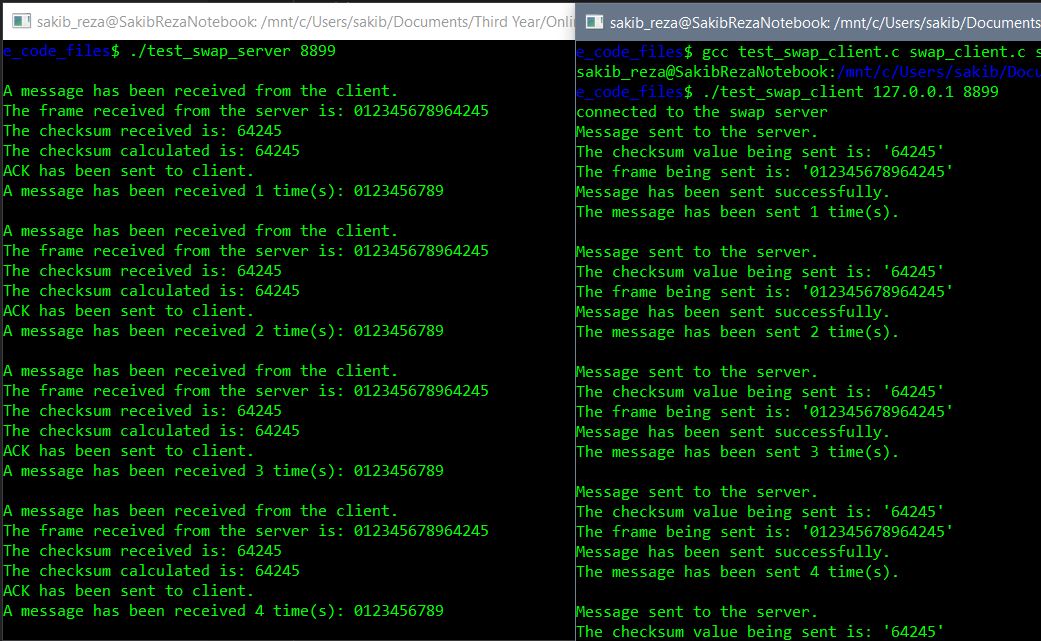 sakib_reza@SakibRezaNotebook: /mnt/c/Users/sakib/Documents/Third Year/Onli
e_code_files$ ./test_swap_server 8899
A message has been received from the client.
The frame received from the server is: 012345678964245
The checksum received is: 64245
The checksum calculated is: 64245
ACK has been sent to client.
A message has been received 1 time(s): 0123456789
A message has been received from the client.
The frame received from the server is: 012345678964245
The checksum received is: 64245
The checksum calculated is: 64245
ACK has been sent to client.
A message has been received 2 time(s): 0123456789
A message has been received from the client.
The frame received from the server is: 012345678964245
The checksum received is: 64245
The checksum calculated is: 64245
ACK has been sent to client.
A message has been received 3 time(s): 0123456789
A message has been received from the client.
The frame received from the server is: 012345678964245
The checksum received is: 64245
The checksum calculated is: 64245
ACK has been sent to client.
A message has been received 4 time(s): 0123456789
sakib_reza@SakibRezaNotebook: /mnt/c/Users/sakib/Documents
e_code_files$ gcc test_swap_client.c swap_client.c s
sakib_reza@SakibRezaNotebook:/mnt/c/Users/sakib/Docu
e_code_files$ ./test_swap_client 127.0.0.1 8899
connected to the swap server
Message sent to the server.
The checksum value being sent is: '64245'
The frame being sent is: '012345678964245'
Message has been sent successfully.
The message has been sent 1 time(s).
Message sent to the server.
The checksum value being sent is: '64245'
The frame being sent is: '012345678964245'
Message has been sent successfully.
The message has been sent 2 time(s).
Message sent to the server.
The checksum value being sent is: '64245'
The frame being sent is: '012345678964245'
Message has been sent successfully.
The message has been sent 3 time(s).
Message sent to the server.
The checksum value being sent is: '64245'
The frame being sent is: '012345678964245'
Message has been sent successfully.
The message has been sent 4 time(s).
Message sent to the server.
The checksum value being sent is: '64245'